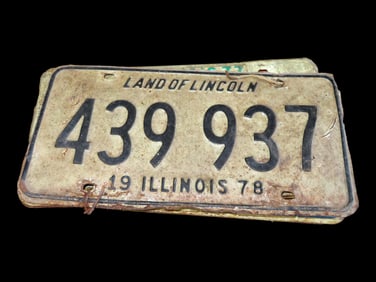 LAND OF LINCOLN
439 937
19 ILLINOIS 78